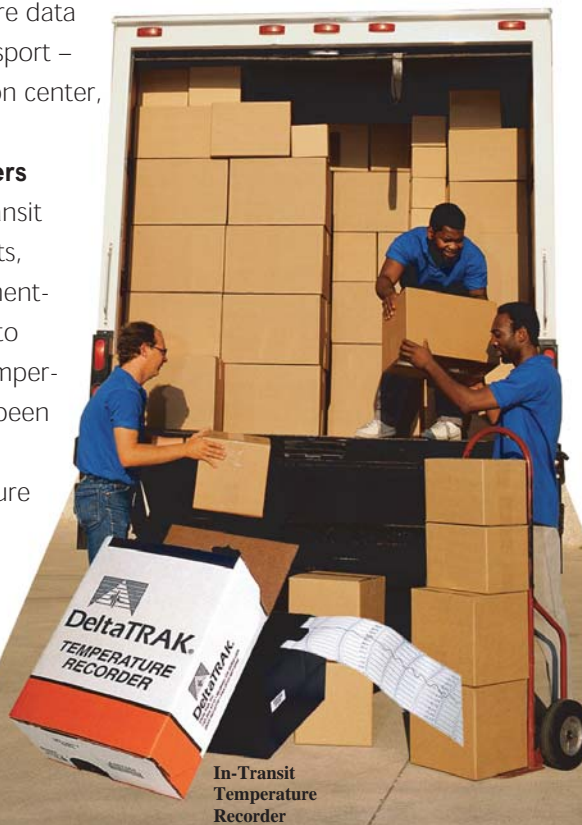 re data
sport –
on center,
ers
ansit
ts,
ment-
to
mper-
been
ure
DeltaTRAK®
TEMPERATURE
RECORDER
DeltaTRAK®
In-Transit
Temperature
Recorder